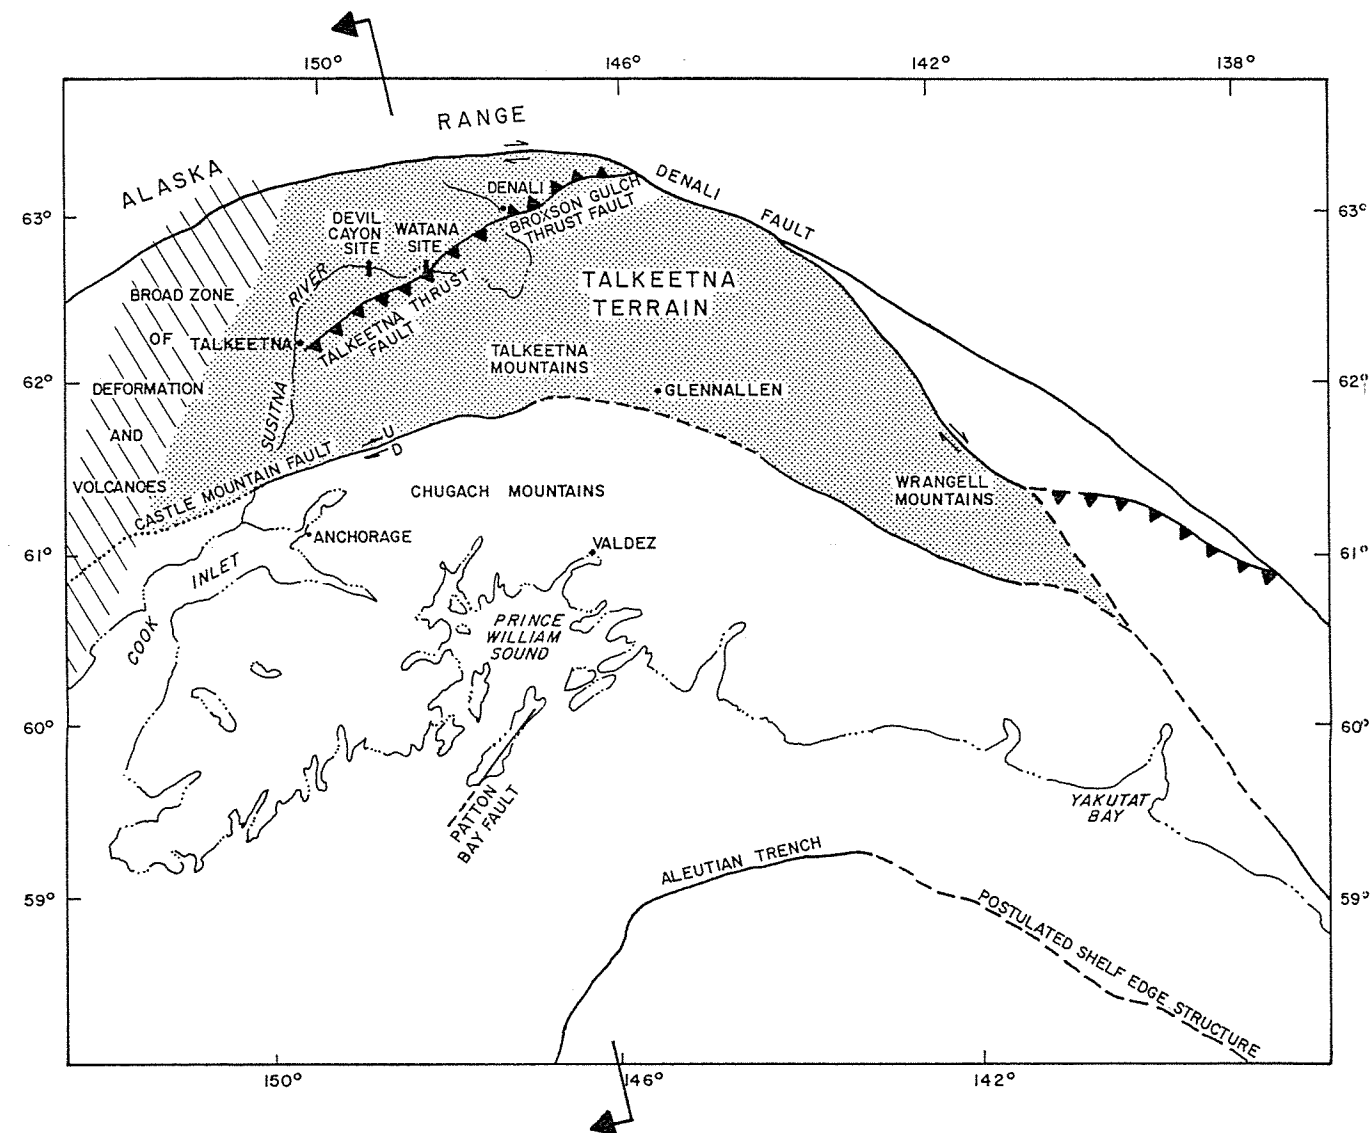 150° 146° 142° 138°
RANGE
ALASKA
DENALI
DENALI
FAULT
BROXSON GULCH
THRUST FAULT
63°
63°
DEVIL
CAYON
SITE
WATANA
SITE
RIVER
TALKEETNA
TERRAIN
BROAD ZONE
OF
TALKEETNA
TALKEETNA THRUST
FAULT
TALKEETNA
MOUNTAINS
62°
62°
DEFORMATION
GLENNALLEN
SUSITNA
AND
U
D
VOLCANOES
CASTLE MOUNTAIN FAULT
CHUGACH MOUNTAINS
WRANGELL
MOUNTAINS
61°
61°
ANCHORAGE
VALDEZ
INLET
COOK
PRINCE
WILLIAM
SOUND
60°
60°
PATTON
BAY FAULT
YAKUTAT
BAY
ALEUTIAN TRENCH
59°
59°
POSTULATED SHELF EDGE STRUCTURE
150° 146° 142°